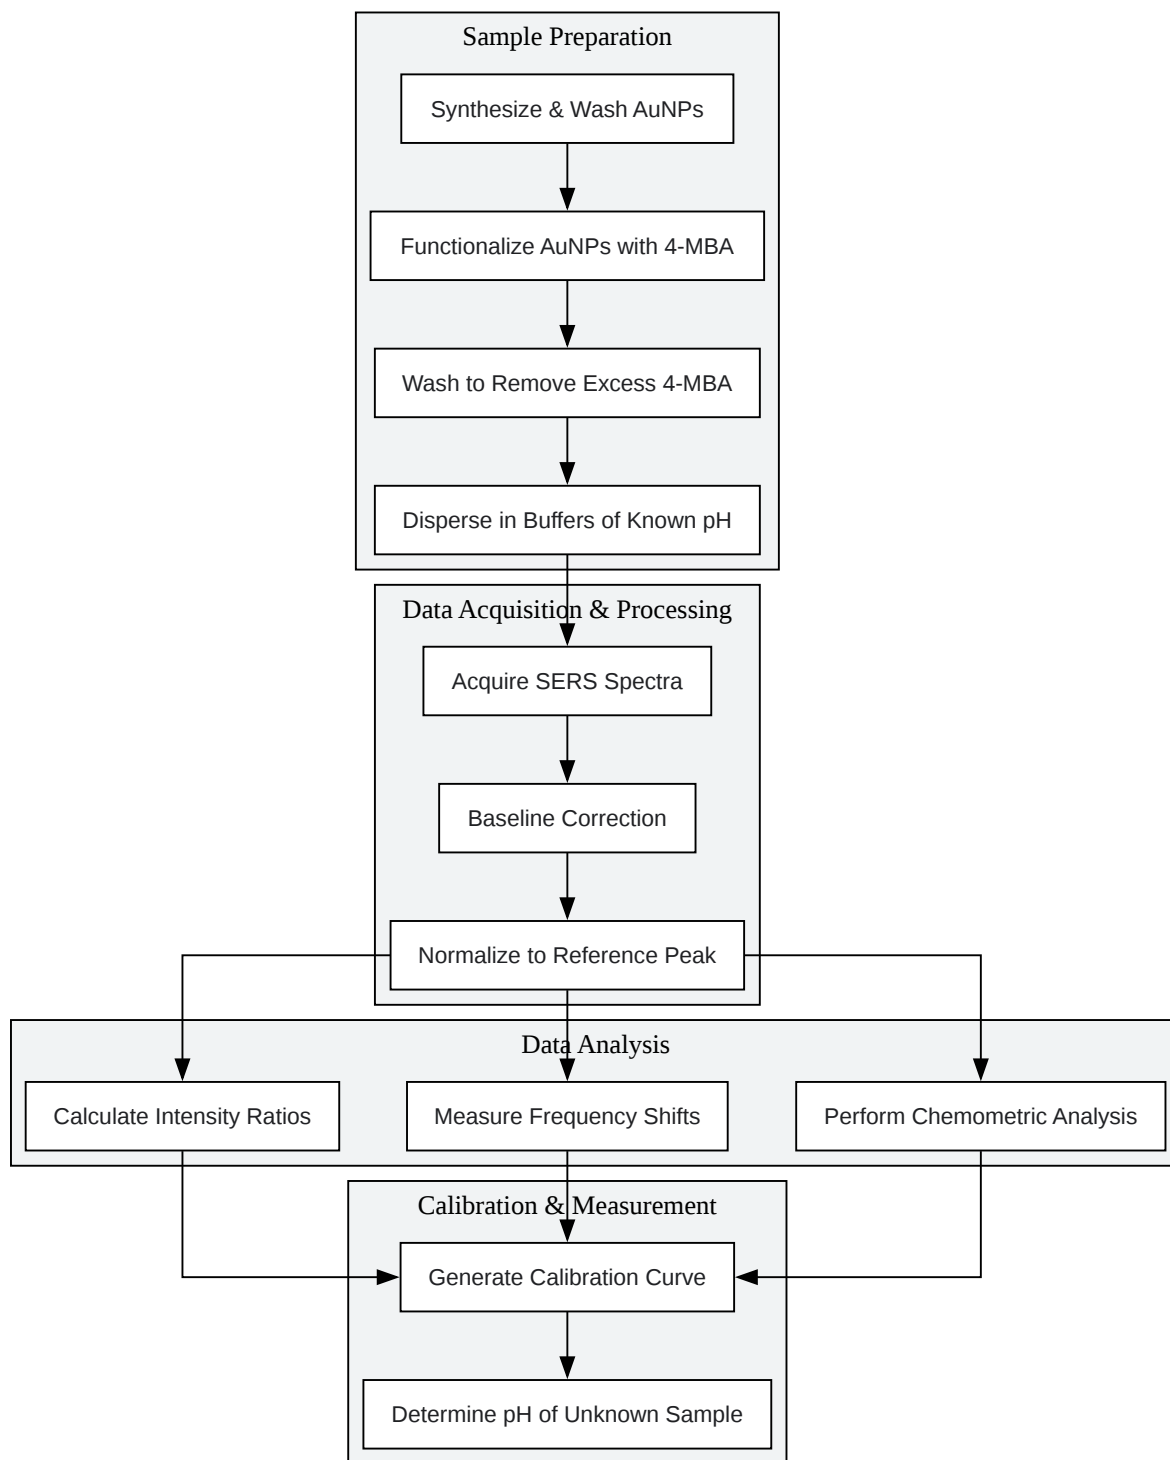 Sample Preparation
Synthesize & Wash AuNPs
Functionalize AuNPs with 4-MBA
Wash to Remove Excess 4-MBA
Disperse in Buffers of Known pH
Data Acquisition & Processing
Acquire SERS Spectra
Baseline Correction
Normalize to Reference Peak
Data Analysis
Calculate Intensity Ratios
Measure Frequency Shifts
Perform Chemometric Analysis
Calibration & Measurement
Generate Calibration Curve
Determine pH of Unknown Sample